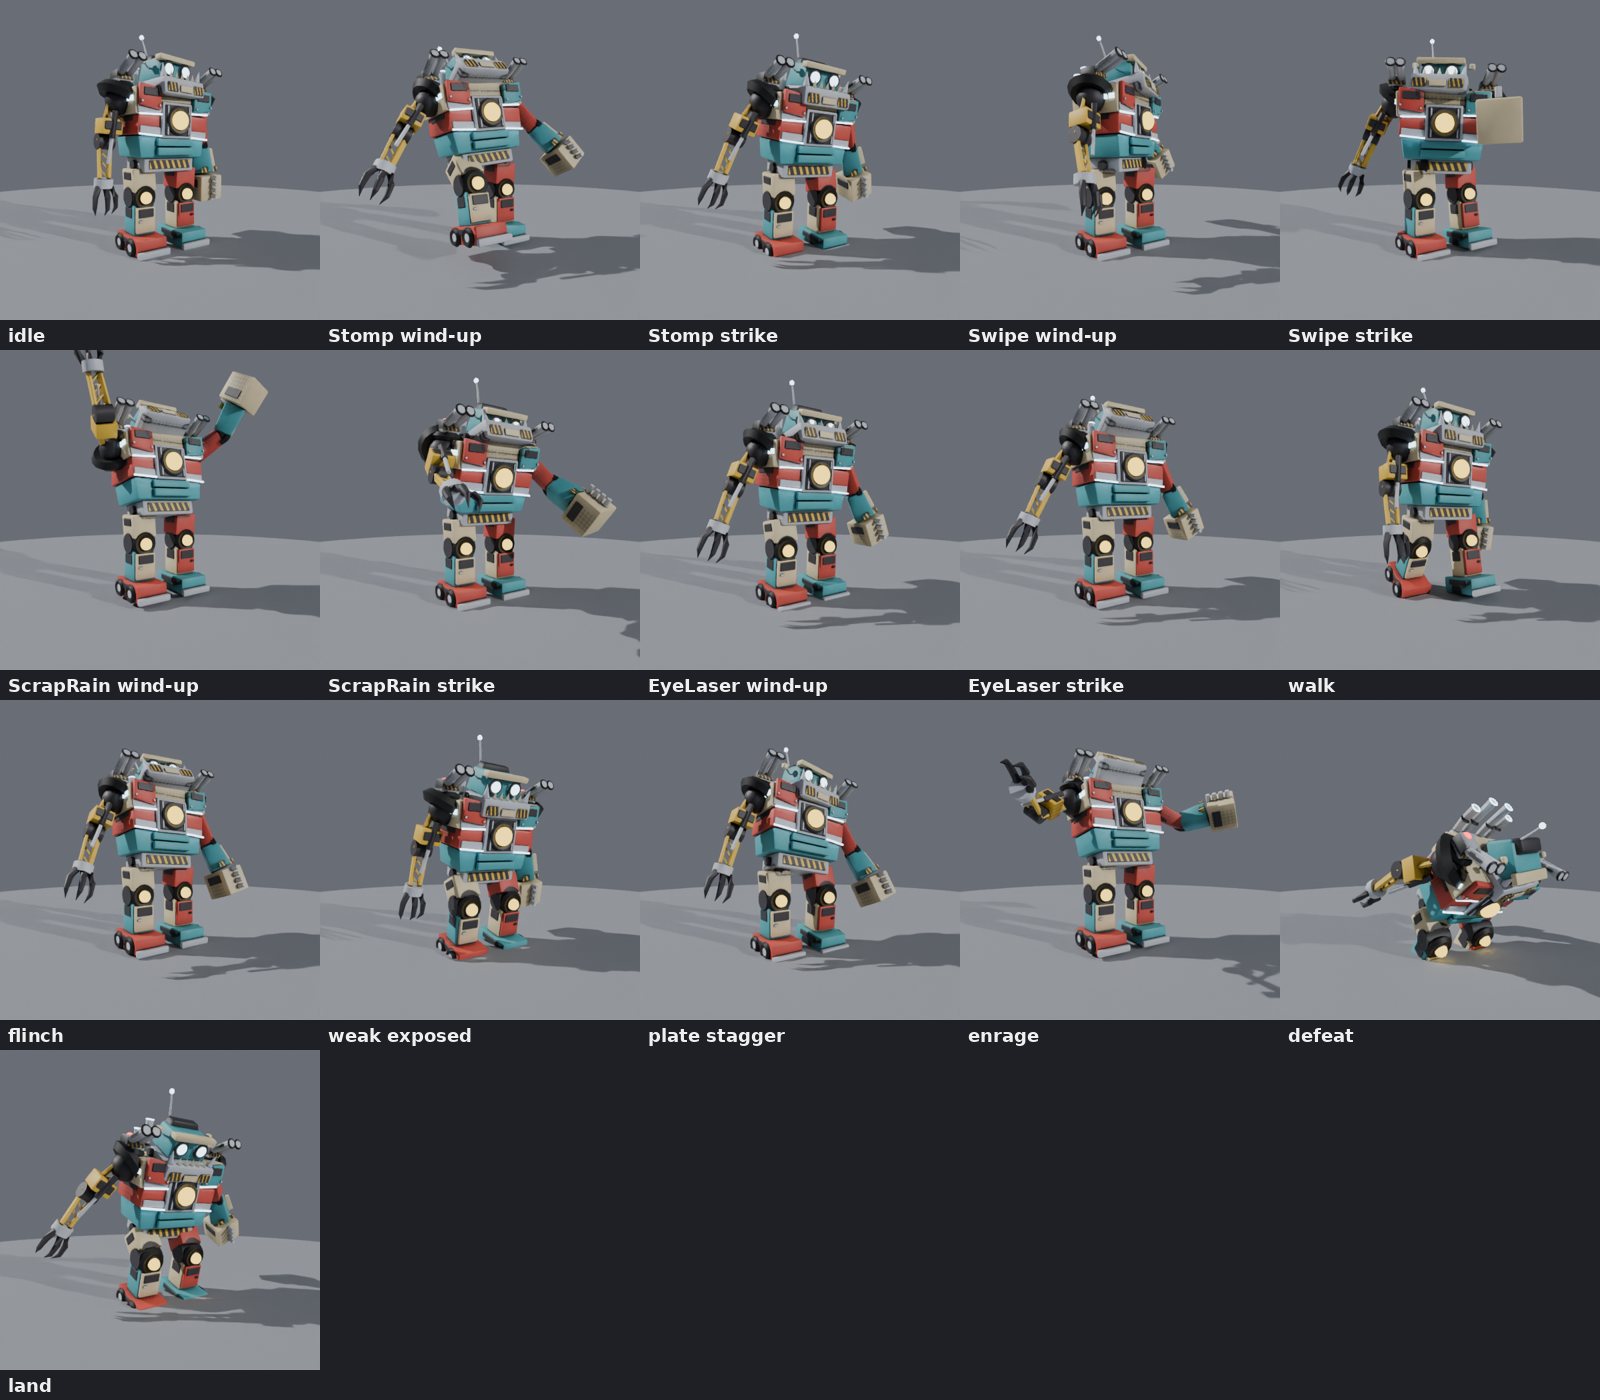 idle
Stomp wind-up
Stomp strike
Swipe wind-up
Swipe strike
ScrapRain wind-up
ScrapRain strike
EyeLaser wind-up
EyeLaser strike
walk
flinch
weak exposed
plate stagger
enrage
defeat
land